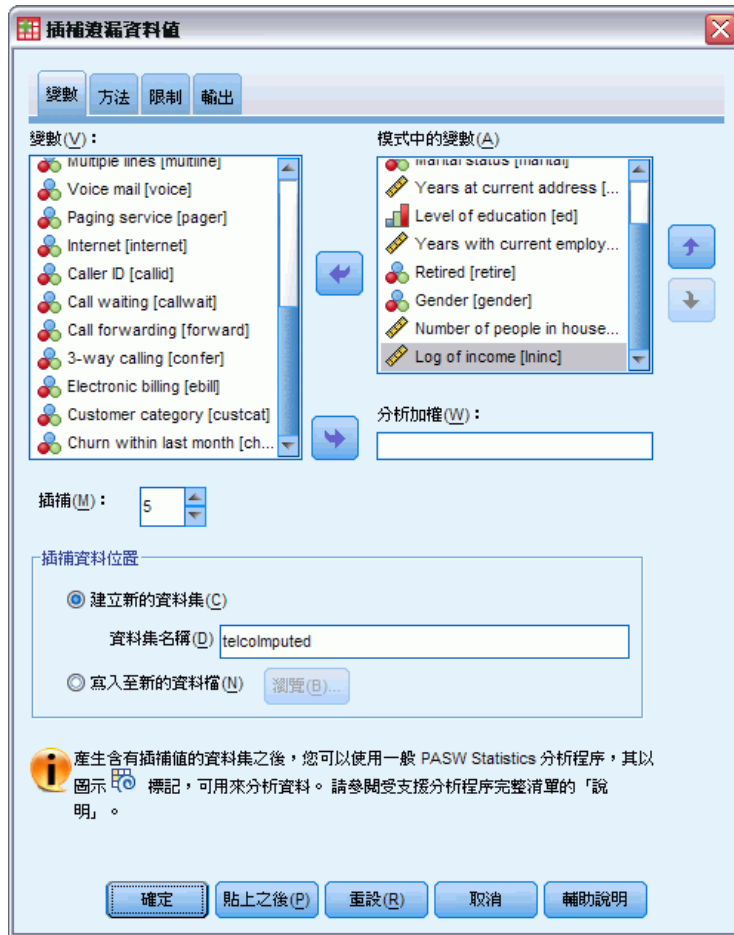 插補遺漏資料值
變數 方法 限制 輸出
變數(V)：
Multiple lines [multline]
Voice mail [voice]
Paging service [pager]
Internet [internet]
Caller ID [callid]
Call waiting [callwait]
Call forwarding [forward]
3-way calling [confer]
Electronic billing [ebill]
Customer category [custcat]
Churn within last month [ch...
模式中的變數(A)
Marital status [marital]
Years at current address [...
Level of education [ed]
Years with current employ...
Retired [retire]
Gender [gender]
Number of people in house...
Log of income [lninc]
分析加權(W)：
插補(M)： 5
插補資料位置
建立新的資料集(C)
資料集名稱(D) telcoImputed
寫入至新的資料檔(N) 瀏覽(B)...
產生含有插補值的資料集之後，您可以使用一般 PASW Statistics 分析程序，其以
圖示 標記，可用來分析資料。請參閱受支援分析程序完整清單的「說
明」。
確定 貼上之後(P) 重設(R) 取消 輔助說明